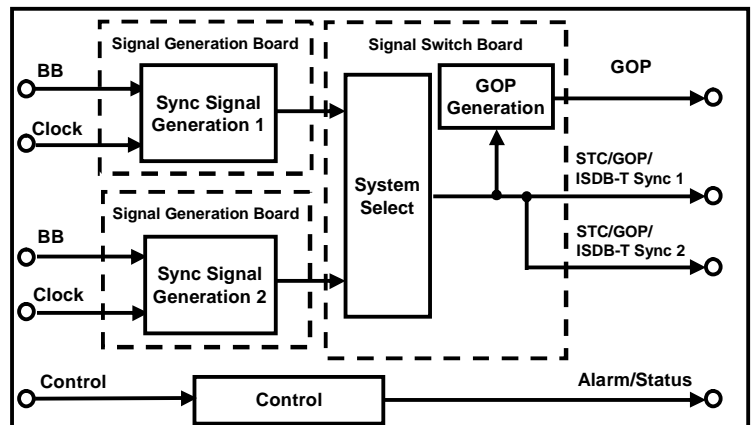 Signal Generation Board
BB
Clock
Sync Signal
Generation 1
Signal Generation Board
BB
Clock
Sync Signal
Generation 2
Signal Switch Board
System
Select
GOP
Generation
GOP
STC/GOP/
ISDB-T Sync 1
STC/GOP/
ISDB-T Sync 2
Control
Control
Alarm/Status